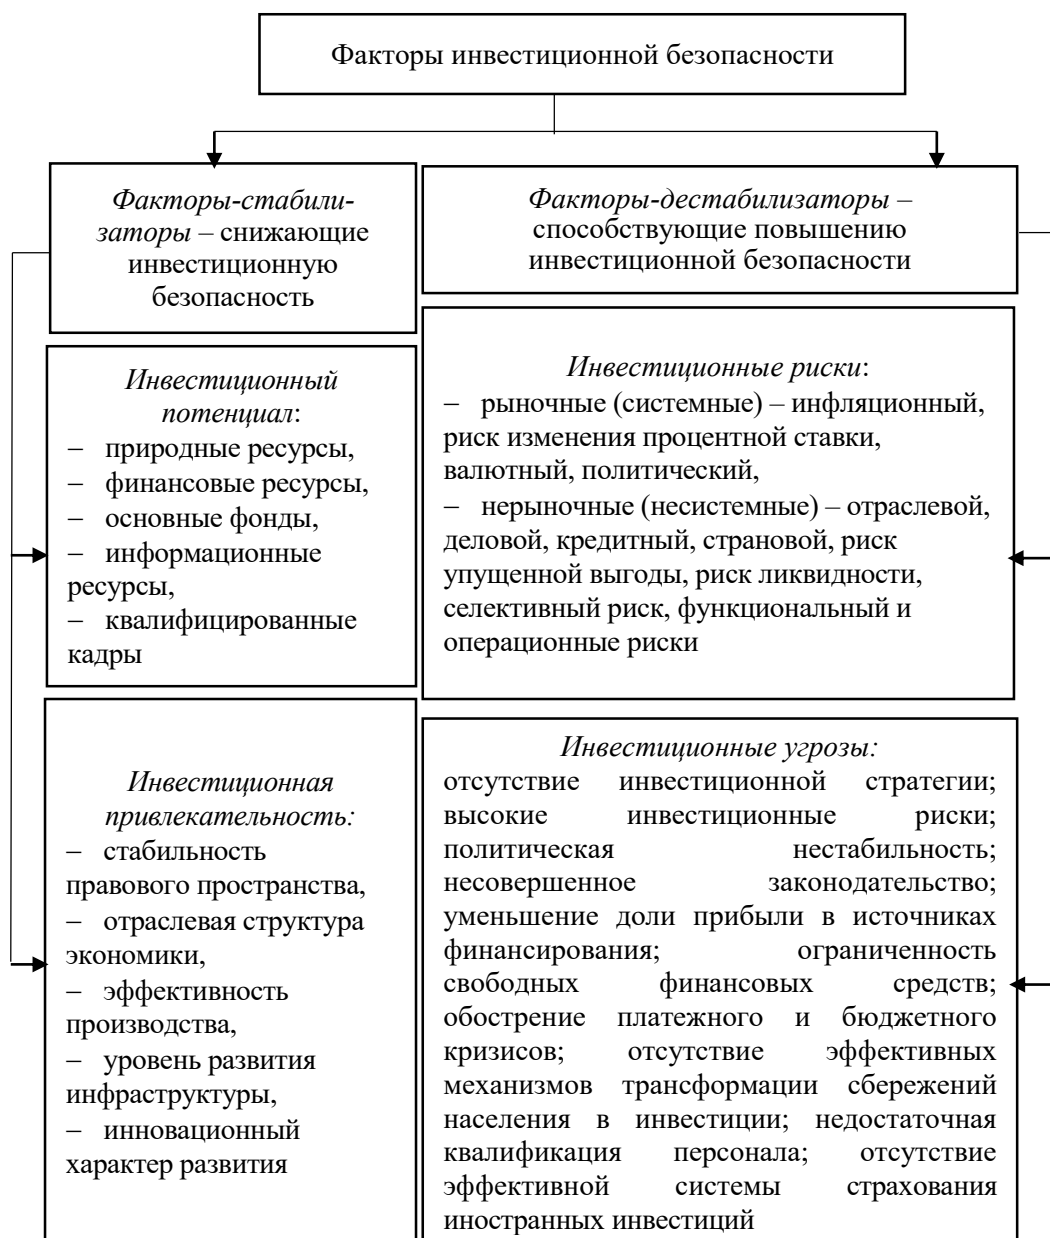 Факторы инвестиционной безопасности
Факторы-стабили-
заторы – снижающие
инвестиционную
безопасность
Факторы-дестабилизаторы –
способствующие повышению
инвестиционной безопасности
Инвестиционный
потенциал:
– природные ресурсы,
– финансовые ресурсы,
– основные фонды,
– информационные
ресурсы,
– квалифицированные
кадры
Инвестиционные риски:
– рыночные (системные) – инфляционный,
риск изменения процентной ставки,
валютный, политический,
– нерыночные (несистемные) – отраслевой,
деловой, кредитный, страновой, риск
упущенной выгоды, риск ликвидности,
селективный риск, функциональный и
операционные риски
Инвестиционная
привлекательность:
– стабильность
правового пространства,
– отраслевая структура
экономики,
– эффективность
производства,
– уровень развития
инфраструктуры,
– инновационный
характер развития
Инвестиционные угрозы:
отсутствие инвестиционной стратегии;
высокие инвестиционные риски;
политическая нестабильность;
несовершенное законодательство;
уменьшение доли прибыли в источниках
финансирования; ограниченность
свободных финансовых средств;
обострение платежного и бюджетного
кризисов; отсутствие эффективных
механизмов трансформации сбережений
населения в инвестиции; недостаточная
квалификация персонала; отсутствие
эффективной системы страхования
иностранных инвестиций